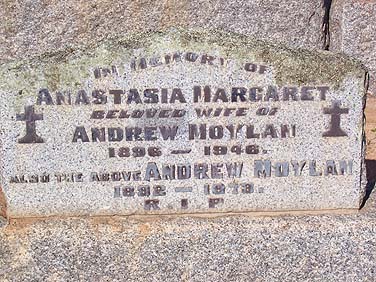 IN MEMORY OF
ANASTASIA MARGARET
BELOVED WIFE OF
ANDREW MOYLAN
1896 — 1946.
ALSO THE ABOVE ANDREW MOYLAN
1892 — 1973.
R.I.P.